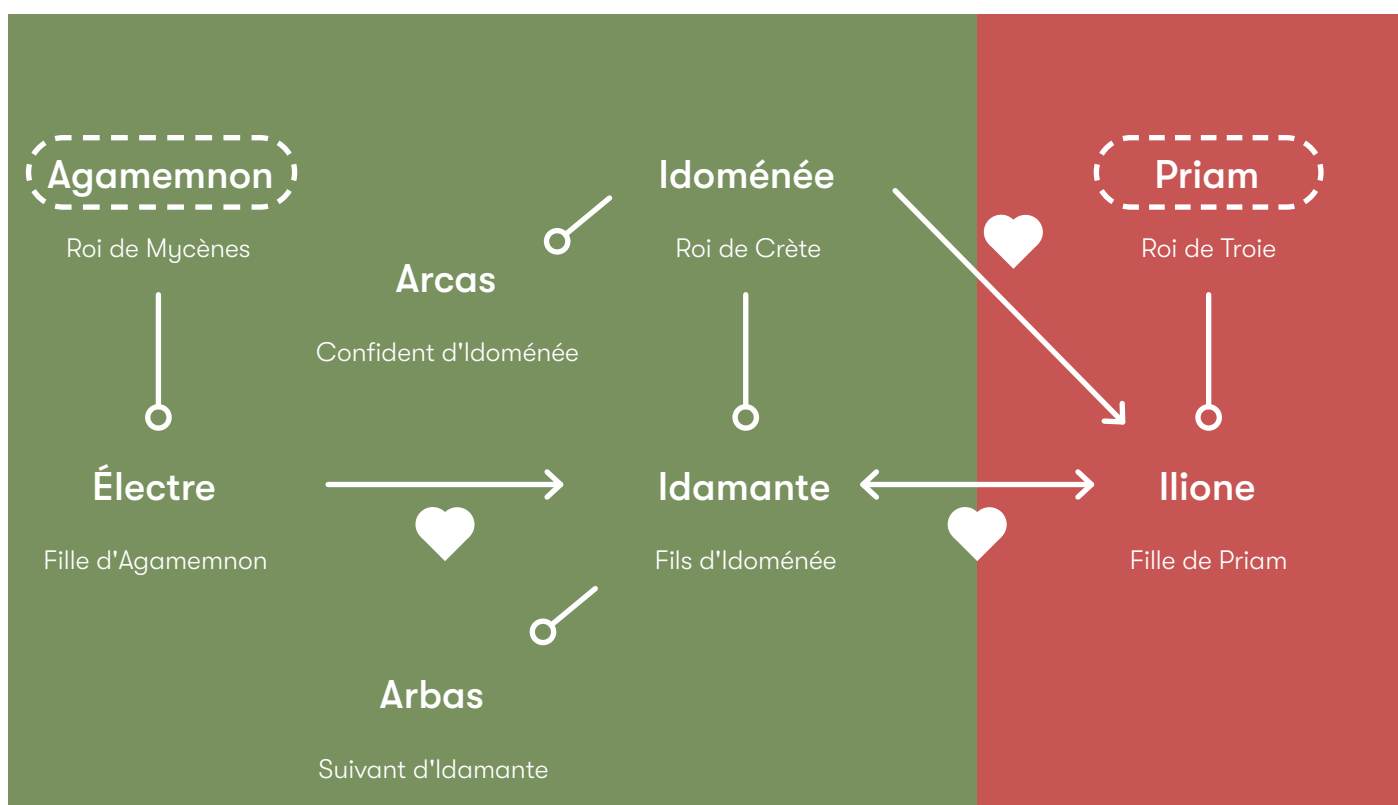 Agamemnon
Idoménée
Priam
Roi de Mycènes
Roi de Crète
Roi de Troie
Arcas
Confident d'Idoménée
Électre
Idamante
Ilione
Fille d'Agamemnon
Fils d'Idoménée
Fille de Priam
Arbas
Suivant d'Idamante